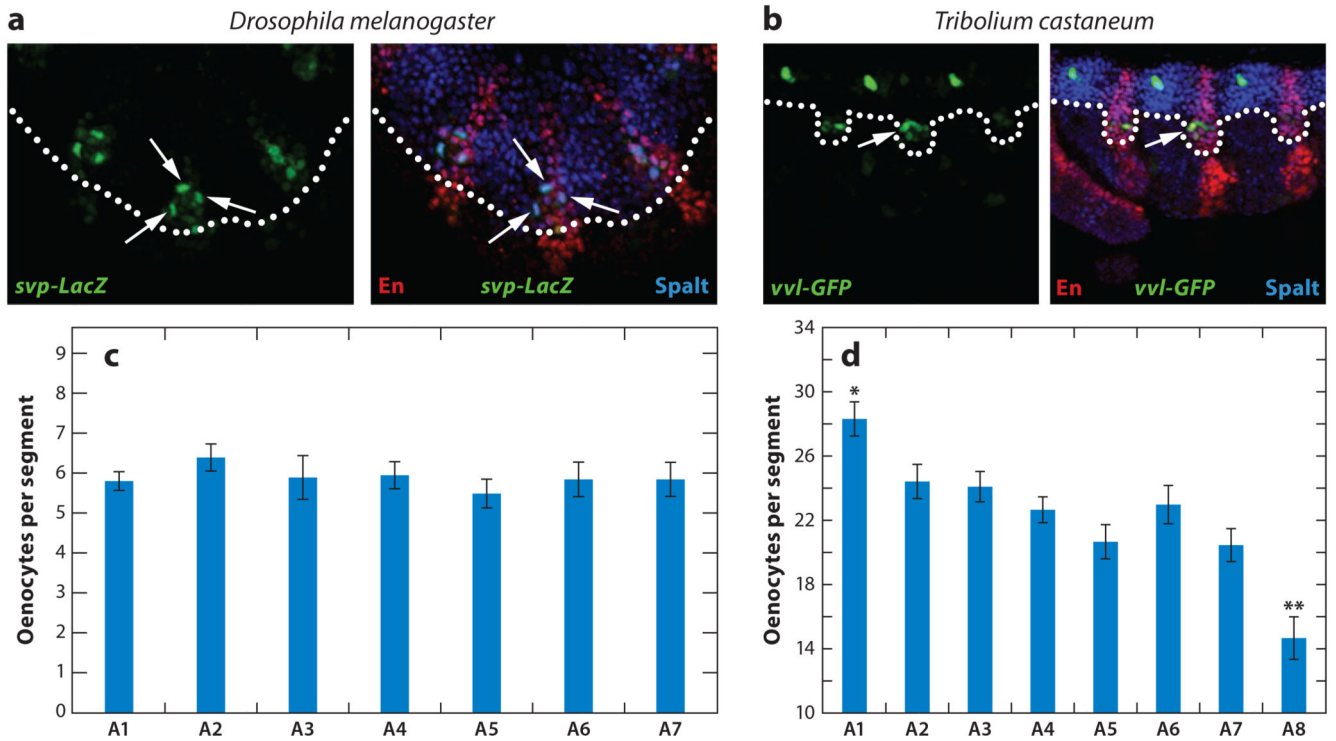 a Drosophila melanogaster
b Tribolium castaneum
svp-LacZ
En svp-LacZ Spalt
vvl-GFP
En vvl-GFP Spalt
c
Oenocytes per segment
9
8
7
6
5
4
3
2
1
0
A1 A2 A3 A4 A5 A6 A7
d
Oenocytes per segment
34
30
26
22
18
14
10
*
**
A1 A2 A3 A4 A5 A6 A7 A8